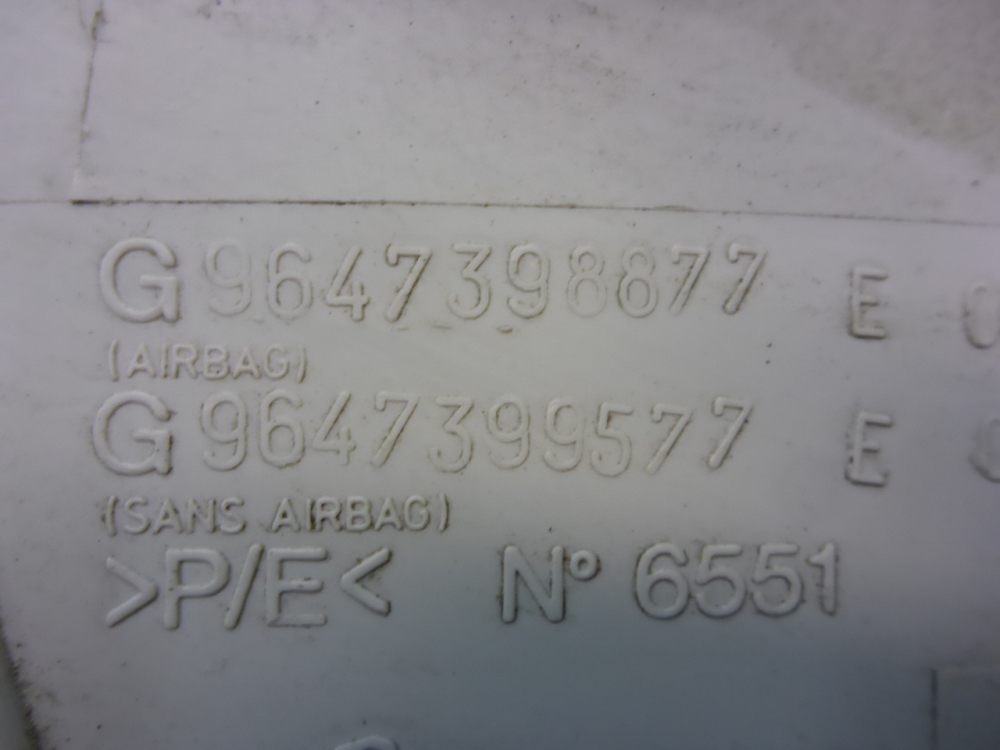 G 9647398877 E
(AIRBAG)
G 9647399577 E
(SANS AIRBAG)
>P/E< N° 6551